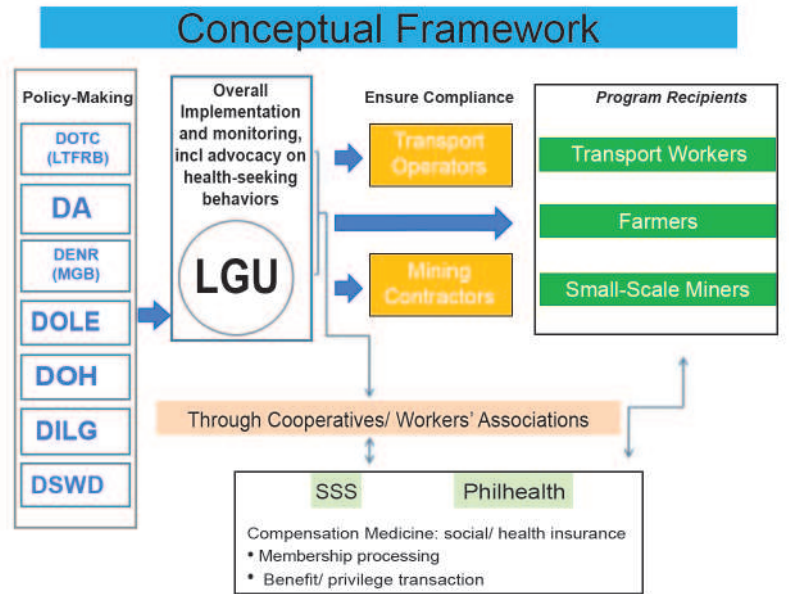 Conceptual Framework
Policy-Making
DOTC
(LTFRB)
DA
DENR
(MGB)
DOLE
DOH
DILG
DSWD
Overall
Implementation
and monitoring,
incl advocacy on
health-seeking
behaviors
LGU
Ensure Compliance
Transport
Operators
Mining
Contractors
Program Recipients
Transport Workers
Farmers
Small-Scale Miners
Through Cooperatives/ Workers' Associations
SSS
Philhealth
Compensation Medicine: social/ health insurance
• Membership processing
• Benefit/ privilege transaction